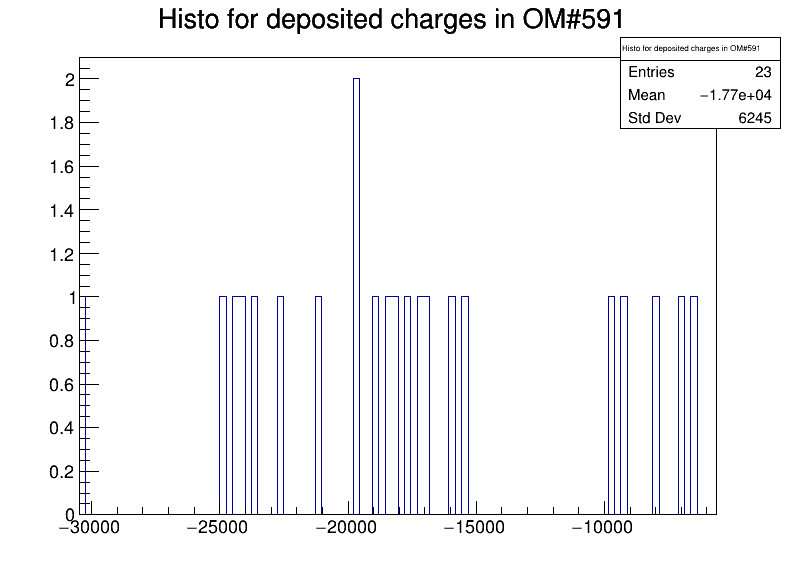 Histo for deposited charges in OM#591
Histo for deposited charges in OM#591
Entries 23
Mean −1.77e+04
Std Dev 6245
2
1.8
1.6
1.4
1.2
1
0.8
0.6
0.4
0.2
0
−30000 −25000 −20000 −15000 −10000